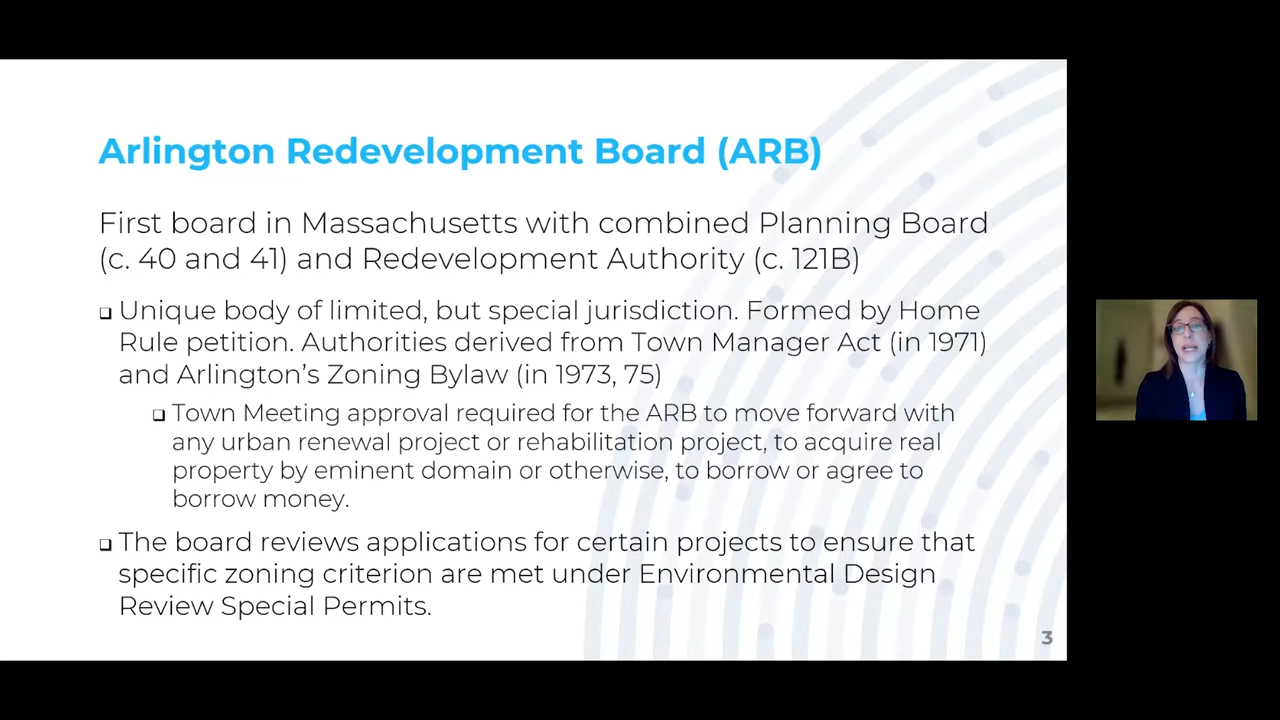 Arlington Redevelopment Board (ARB)
First board in Massachusetts with combined Planning Board
(c. 40 and 41) and Redevelopment Authority (c. 121B)
Unique body of limited, but special jurisdiction. Formed by Home
Rule petition. Authorities derived from Town Manager Act (in 1971)
and Arlington’s Zoning Bylaw (in 1973, 75)
Town Meeting approval required for the ARB to move forward with
any urban renewal project or rehabilitation project, to acquire real
property by eminent domain or otherwise, to borrow or agree to
borrow money.
The board reviews applications for certain projects to ensure that
specific zoning criterion are met under Environmental Design
Review Special Permits.
3